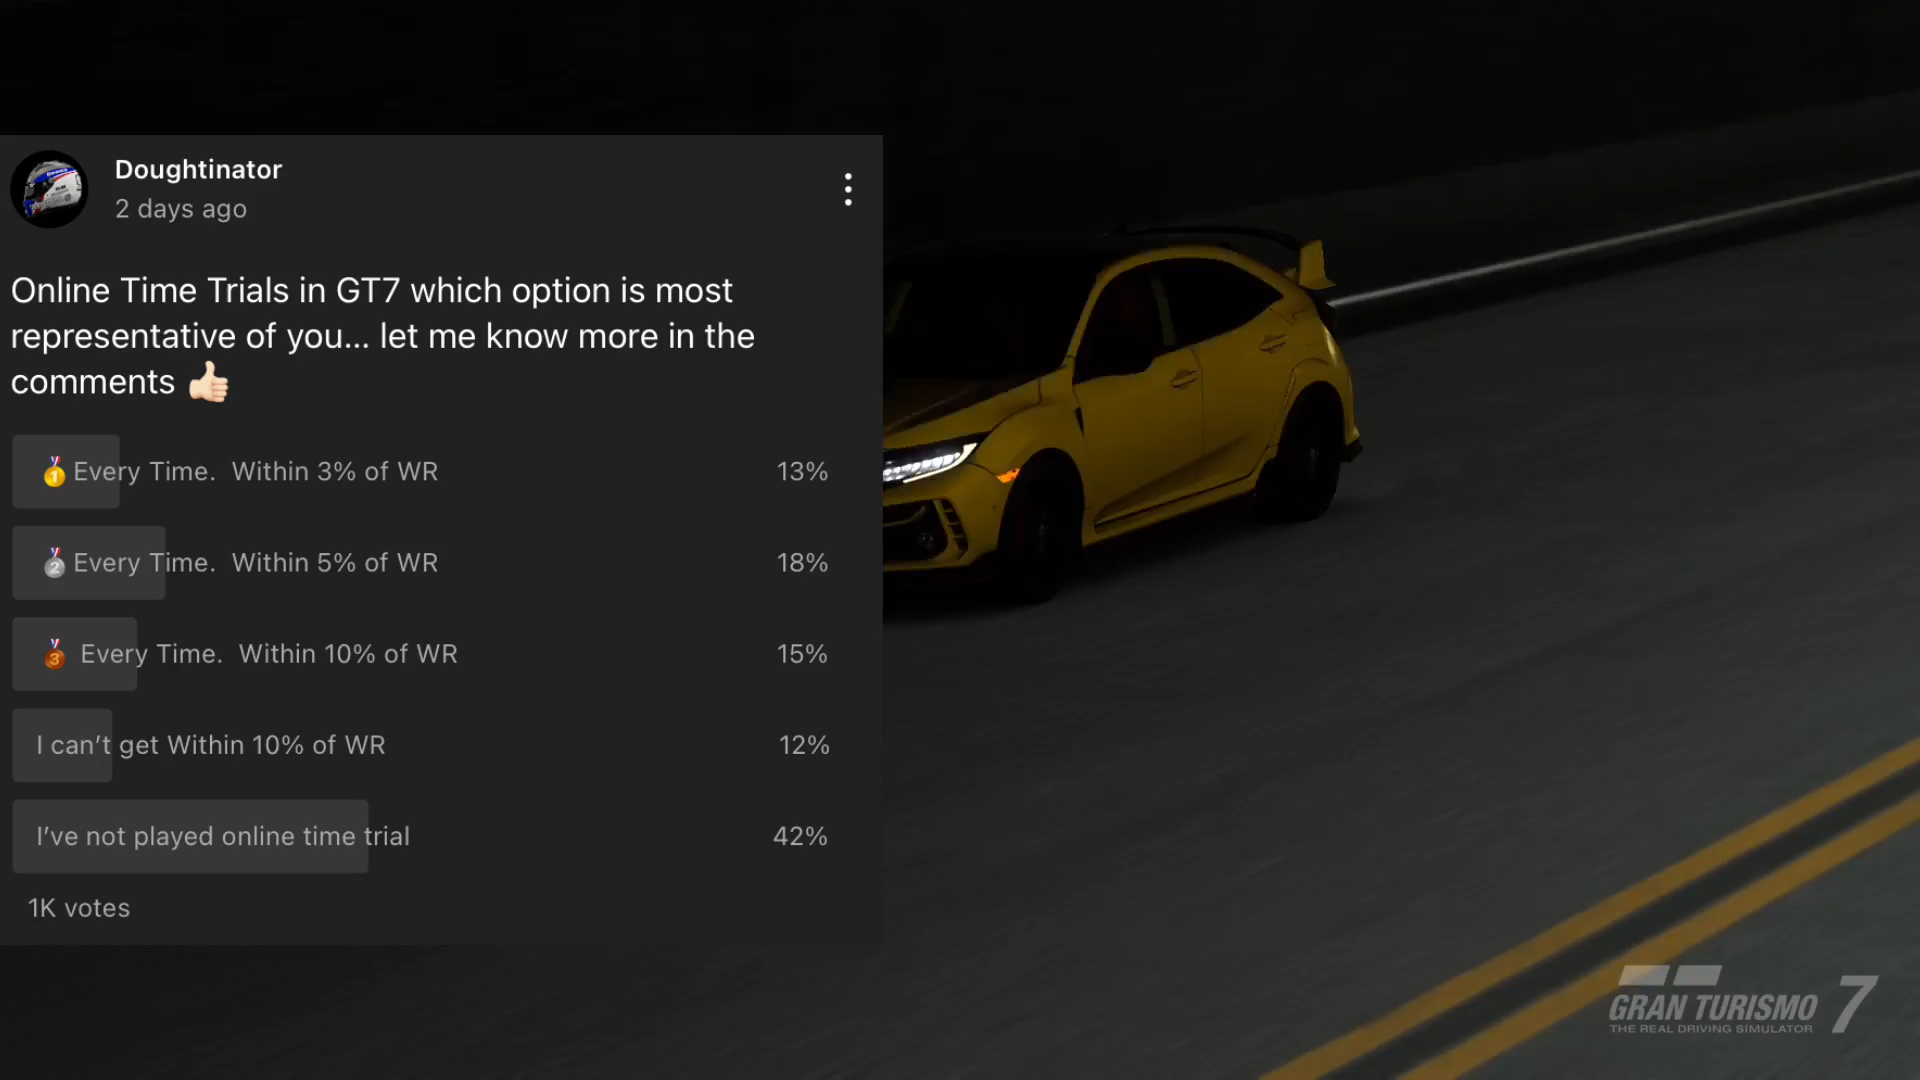 Doughtinator
2 days ago
Online Time Trials in GT7 which option is most
representative of you... let me know more in the
comments 👍🏻
🥇Every Time.  Within 3% of WR 13%
🥈Every Time.  Within 5% of WR 18%
🥉 Every Time.  Within 10% of WR 15%
I can’t get Within 10% of WR 12%
I’ve not played online time trial 42%
1K votes
GRAN TURISMO 7
THE REAL DRIVING SIMULATOR